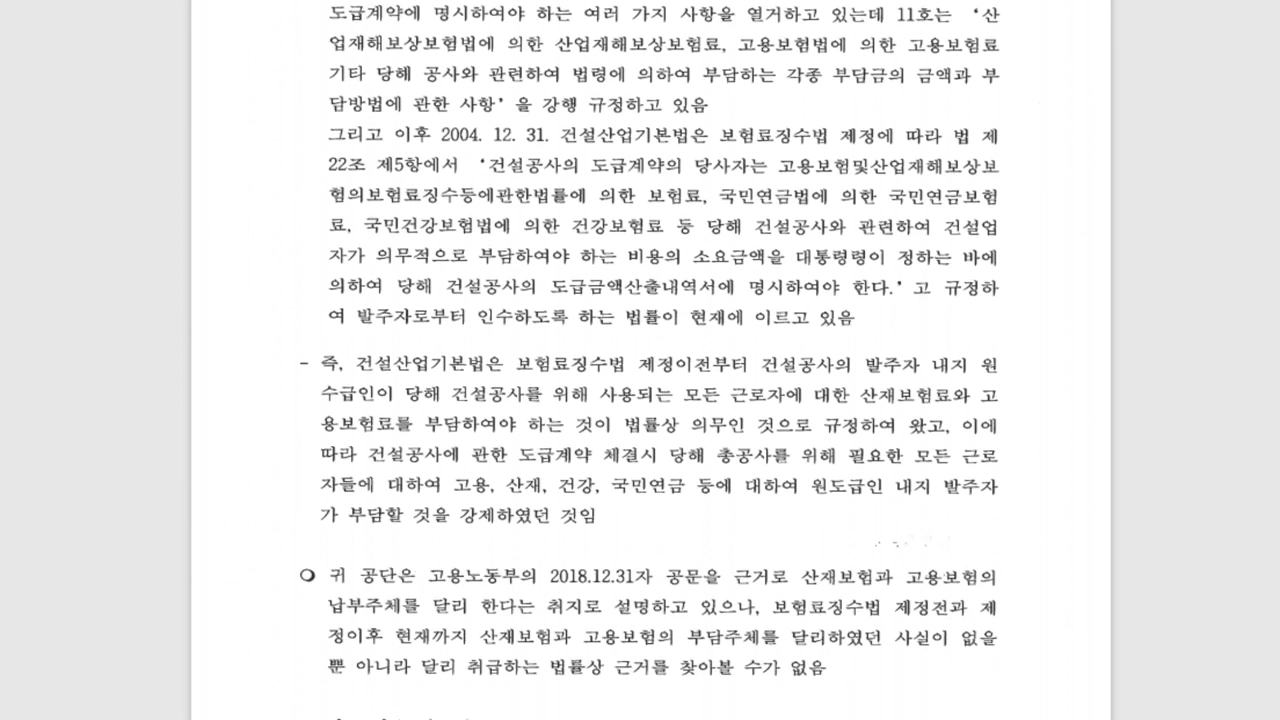 도급계약에 명시하여야 하는 여러 가지 사항을 열거하고 있는데 11호는 ‘산
업재해보상보험법에 의한 산업재해보상보험료, 고용보험법에 의한 고용보험료
기타 당해 공사와 관련하여 법령에 의하여 부담하는 각종 부담금의 금액과 부
담방법에 관한 사항’을 강행 규정하고 있음
그리고 이후 2004. 12. 31. 건설산업기본법은 보험료징수법 제정에 따라 법 제
22조 제5항에서 ‘건설공사의 도급계약의 당사자는 고용보험및산업재해보상보
험의보험료징수등에관한법률에 의한 보험료, 국민연금법에 의한 국민연금보험
료, 국민건강보험법에 의한 건강보험료 등 당해 건설공사와 관련하여 건설업
자가 의무적으로 부담하여야 하는 비용의 소요금액을 대통령령이 정하는 바에
의하여 당해 건설공사의 도급금액산출내역서에 명시하여야 한다.’고 규정하
여 발주자로부터 인수하도록 하는 법률이 현재에 이르고 있음
- 즉, 건설산업기본법은 보험료징수법 제정이전부터 건설공사의 발주자 내지 원
수급인이 당해 건설공사를 위해 사용되는 모든 근로자에 대한 산재보험료와 고
용보험료를 부담하여야 하는 것이 법률상 의무인 것으로 규정하여 왔고, 이에
따라 건설공사에 관한 도급계약 체결시 당해 총공사를 위해 필요한 모든 근로
자들에 대하여 고용, 산재, 건강, 국민연금 등에 대하여 원도급인 내지 발주자
가 부담할 것을 강제하였던 것임
○ 귀 공단은 고용노동부의 2018.12.31자 공문을 근거로 산재보험과 고용보험의
납부주체를 달리 한다는 취지로 설명하고 있으나, 보험료징수법 제정전과 제
정이후 현재까지 산재보험과 고용보험의 부담주체를 달리하였던 사실이 없을
뿐 아니라 달리 취급하는 법률상 근거를 찾아볼 수가 없음